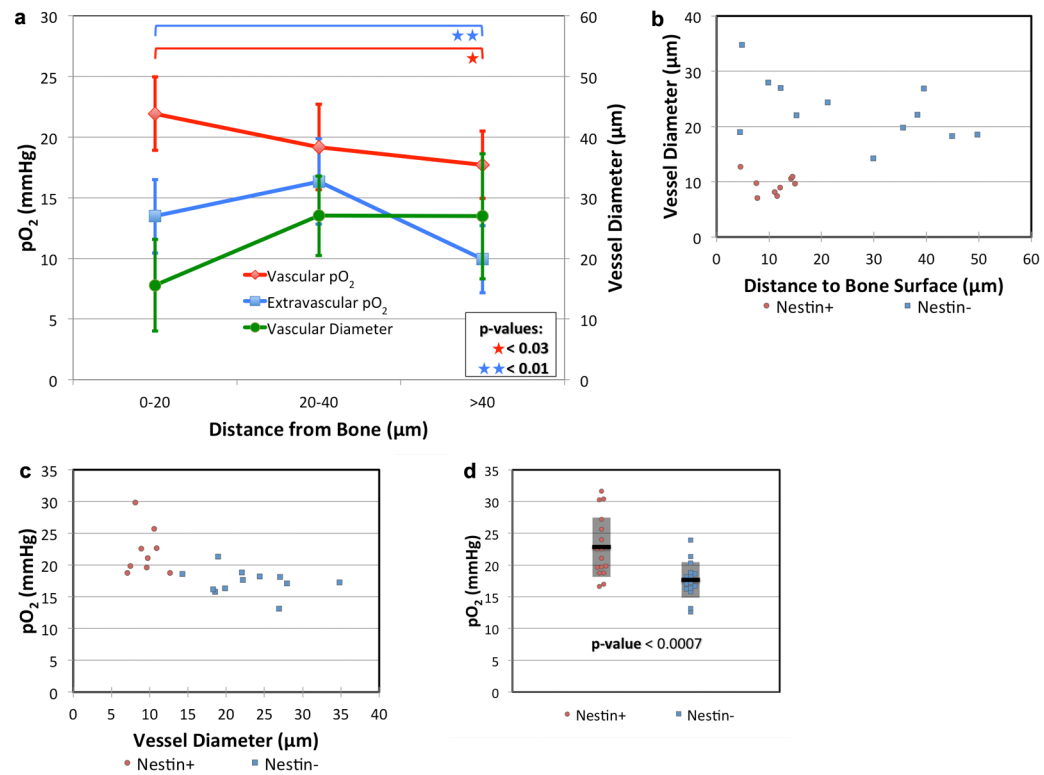 a
30
25
20
15
10
5
0
pO2 (mmHg)
60
50
40
30
20
10
0
Vessel Diameter (µm)
★★
★
Vascular pO2
Extravascular pO2
Vascular Diameter
p-values:
★< 0.03
★★< 0.01
0-20 20-40 >40
Distance from Bone (µm)
b
40
30
20
10
0
Vessel Diameter (µm)
0 10 20 30 40 50 60
Distance to Bone Surface (µm)
Nestin+ Nestin-
c
35
30
25
20
15
10
5
0
pO2 (mmHg)
0 5 10 15 20 25 30 35 40
Vessel Diameter (µm)
Nestin+ Nestin-
d
35
30
25
20
15
10
5
0
pO2 (mmHg)
p-value < 0.0007
Nestin+ Nestin-